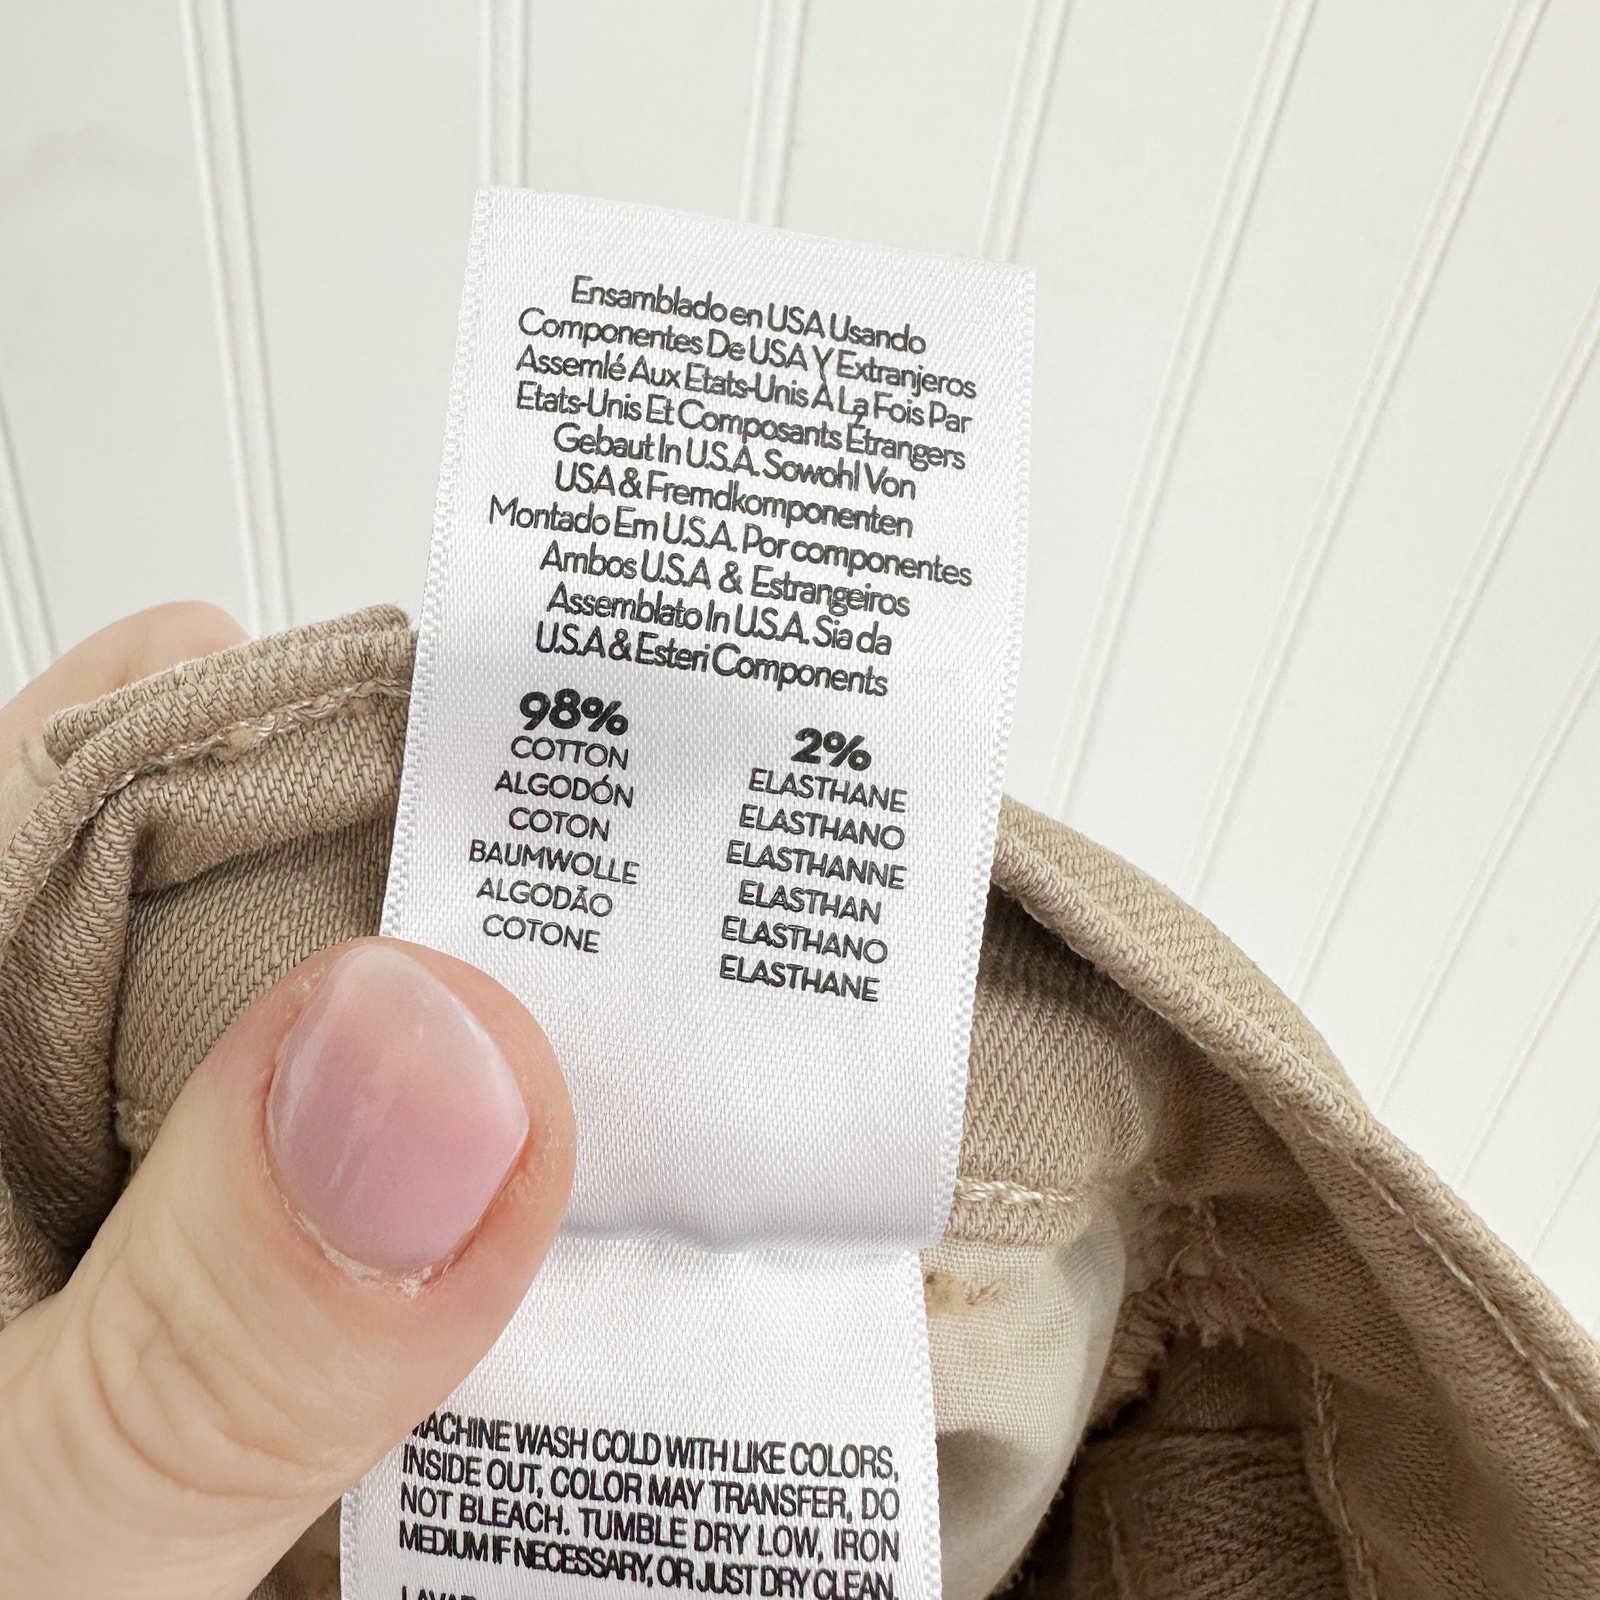 Ensamblado en USA Usando
Componentes De USA Y Extranjeros
Assemlé Aux Etats-Unis À La Fois Par
Etats-Unis Et Composants Étrangers
Gebaut In U.S.A. Sowohl Von
USA & Fremdkomponenten
Montado Em U.S.A. Por componentes
Ambos U.S.A & Estrangeiros
Assemblato In U.S.A. Sia da
U.S.A & Esteri Components
98%
COTTON
ALGODÓN
COTON
BAUMWOLLE
ALGODÃO
COTONE
2%
ELASTHANE
ELASTHANO
ELASTHANNE
ELASTHAN
ELASTHANO
ELASTHANE
MACHINE WASH COLD WITH LIKE COLORS,
INSIDE OUT, COLOR MAY TRANSFER, DO
NOT BLEACH. TUMBLE DRY LOW, IRON
MEDIUM IF NECESSARY, OR JUST DRY CLEAN.